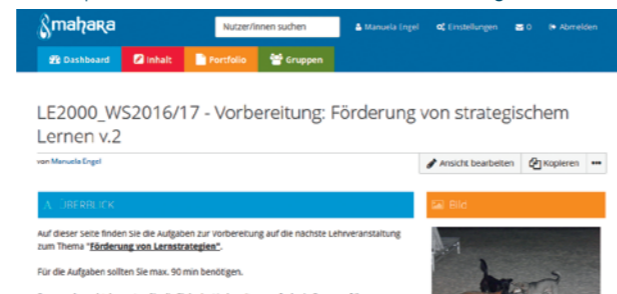 mahara
Nutzer/innen suchen
Manuela Engel
Einstellungen
0
Abmelden
Dashboard
Inhalt
Portfolio
Gruppen
LE2000_WS2016/17 - Vorbereitung: Förderung von strategischem
Lernen v.2
von Manuela Engel
Ansicht bearbeiten
Kopieren
A. ÜBERBLICK
Bild
Auf dieser Seite finden Sie die Aufgaben zur Vorbereitung auf die nächste Lehrveranstaltung
zum Thema "Förderung von Lernstrategien".
Für die Aufgaben sollten Sie max. 90 min benötigen.